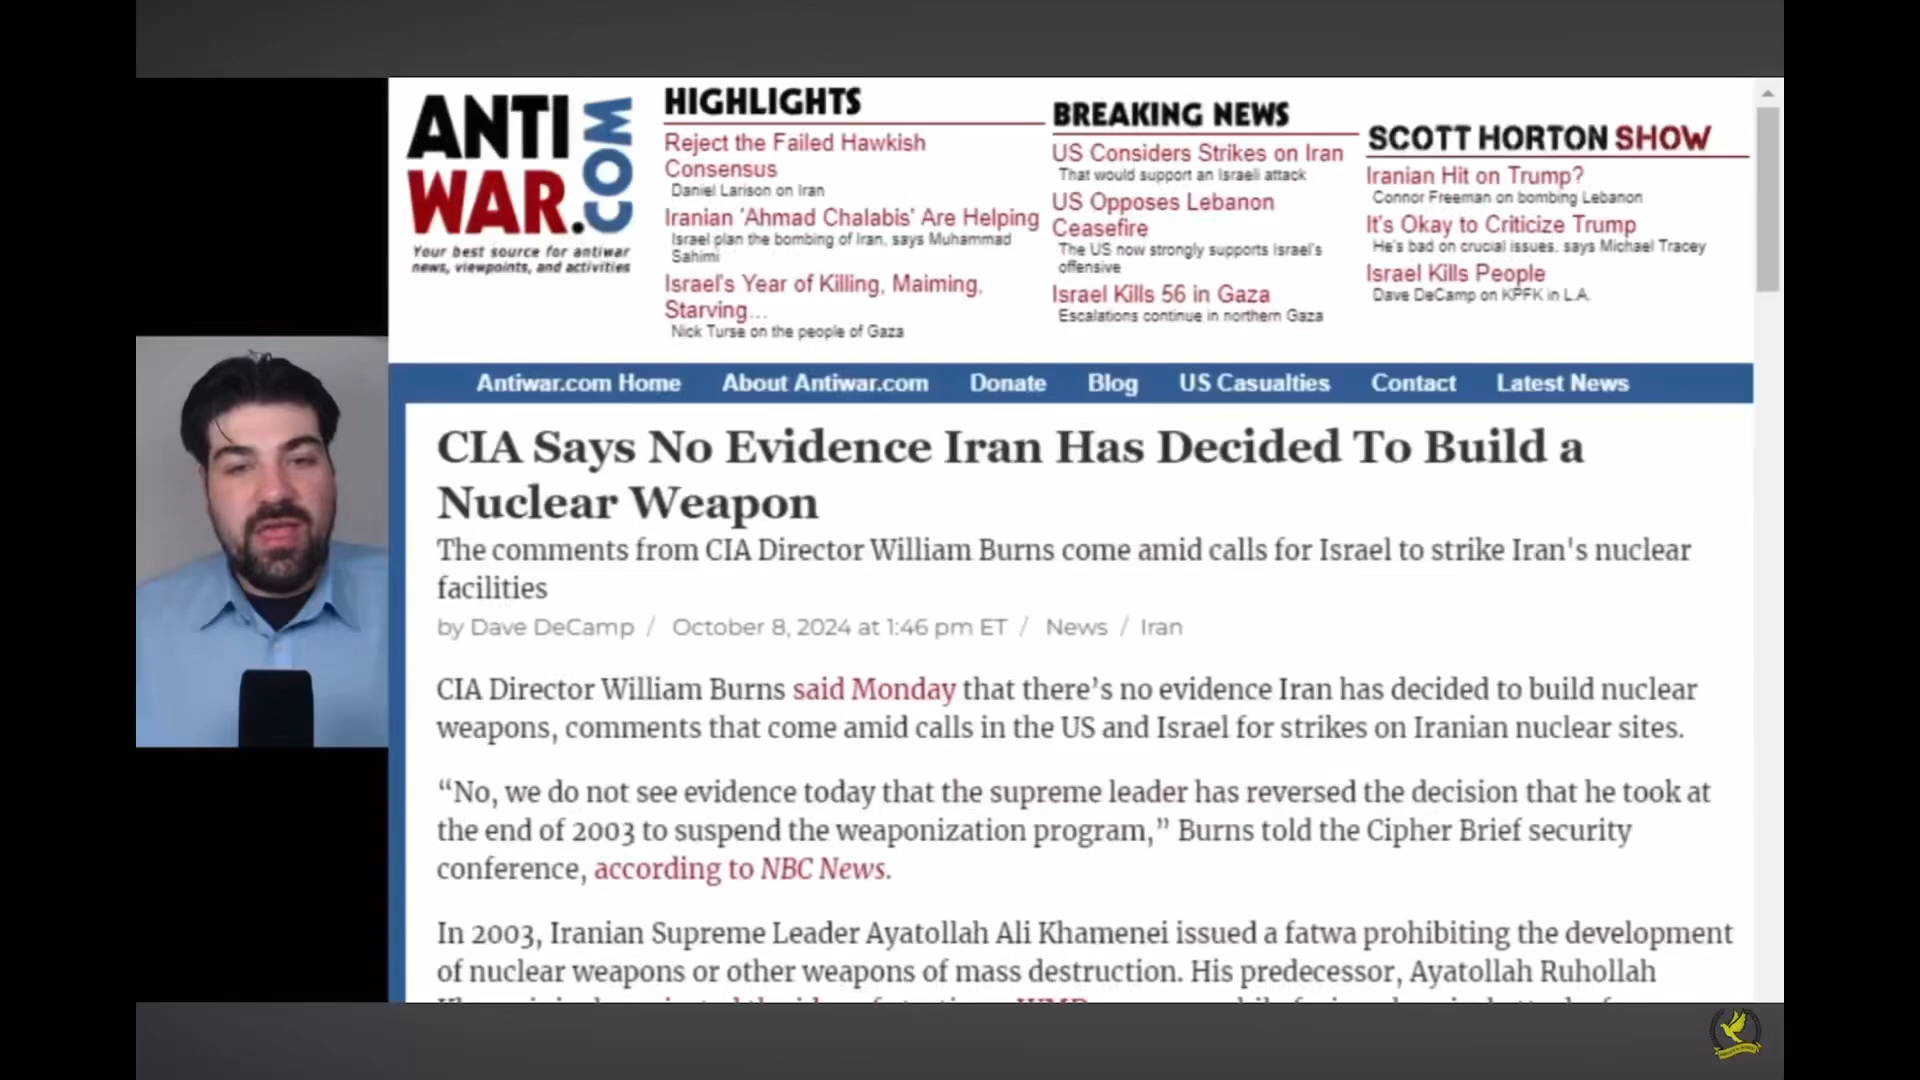 ANTI
WAR.COM
Your best source for antiwar
news, viewpoints, and activities
HIGHLIGHTS
Reject the Failed Hawkish
Consensus
Daniel Larison on Iran
Iranian 'Ahmad Chalabis' Are Helping
Israel plan the bombing of Iran, says Muhammad
Sahimi
Israel's Year of Killing, Maiming,
Starving...
Nick Turse on the people of Gaza
BREAKING NEWS
US Considers Strikes on Iran
That would support an Israeli attack
US Opposes Lebanon
Ceasefire
The US now strongly supports Israel's
offensive
Israel Kills 56 in Gaza
Escalations continue in northern Gaza
SCOTT HORTON SHOW
Iranian Hit on Trump?
Connor Freeman on bombing Lebanon
It's Okay to Criticize Trump
He's bad on crucial issues, says Michael Tracey
Israel Kills People
Dave DeCamp on KPFK in L.A.
Antiwar.com Home About Antiwar.com Donate Blog US Casualties Contact Latest News
CIA Says No Evidence Iran Has Decided To Build a
Nuclear Weapon
The comments from CIA Director William Burns come amid calls for Israel to strike Iran's nuclear
facilities
by Dave DeCamp / October 8, 2024 at 1:46 pm ET / News / Iran
CIA Director William Burns said Monday that there's no evidence Iran has decided to build nuclear
weapons, comments that come amid calls in the US and Israel for strikes on Iranian nuclear sites.
“No, we do not see evidence today that the supreme leader has reversed the decision that he took at
the end of 2003 to suspend the weaponization program,” Burns told the Cipher Brief security
conference, according to NBC News.
In 2003, Iranian Supreme Leader Ayatollah Ali Khamenei issued a fatwa prohibiting the development
of nuclear weapons or other weapons of mass destruction. His predecessor, Ayatollah Ruhollah